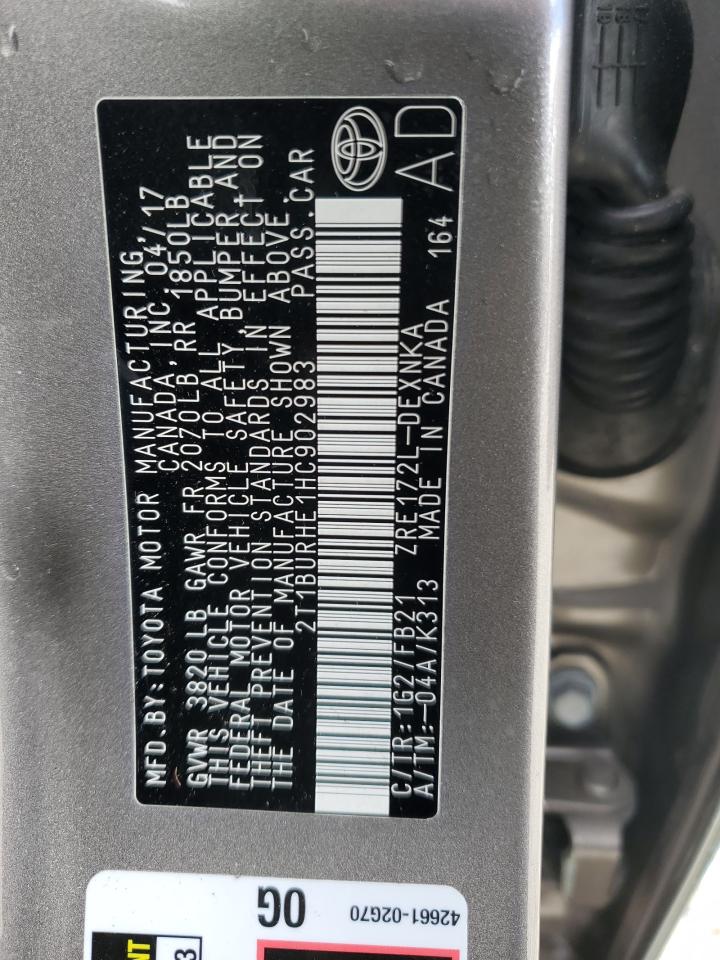 MFD.BY:TOYOTA MOTOR MANUFACTURING,
CANADA, INC. 04/17
GVWR 3820LB GAWR FR 2070LB,RR 1850LB
THIS VEHICLE CONFORMS TO ALL APPLICABLE
FEDERAL MOTOR VEHICLE SAFETY,BUMPER,AND
THEFT PREVENTION STANDARDS IN EFFECT ON
THE DATE OF MANUFACTURE SHOWN ABOVE.
2T1BURHE1HC902983 PASS.CAR
C/TR:1G2/FB21 ZRE172L-DEXNKA 164
A/TM:-04A/K313 MADE IN CANADA
AD
0G
42661-02G70
NT
3